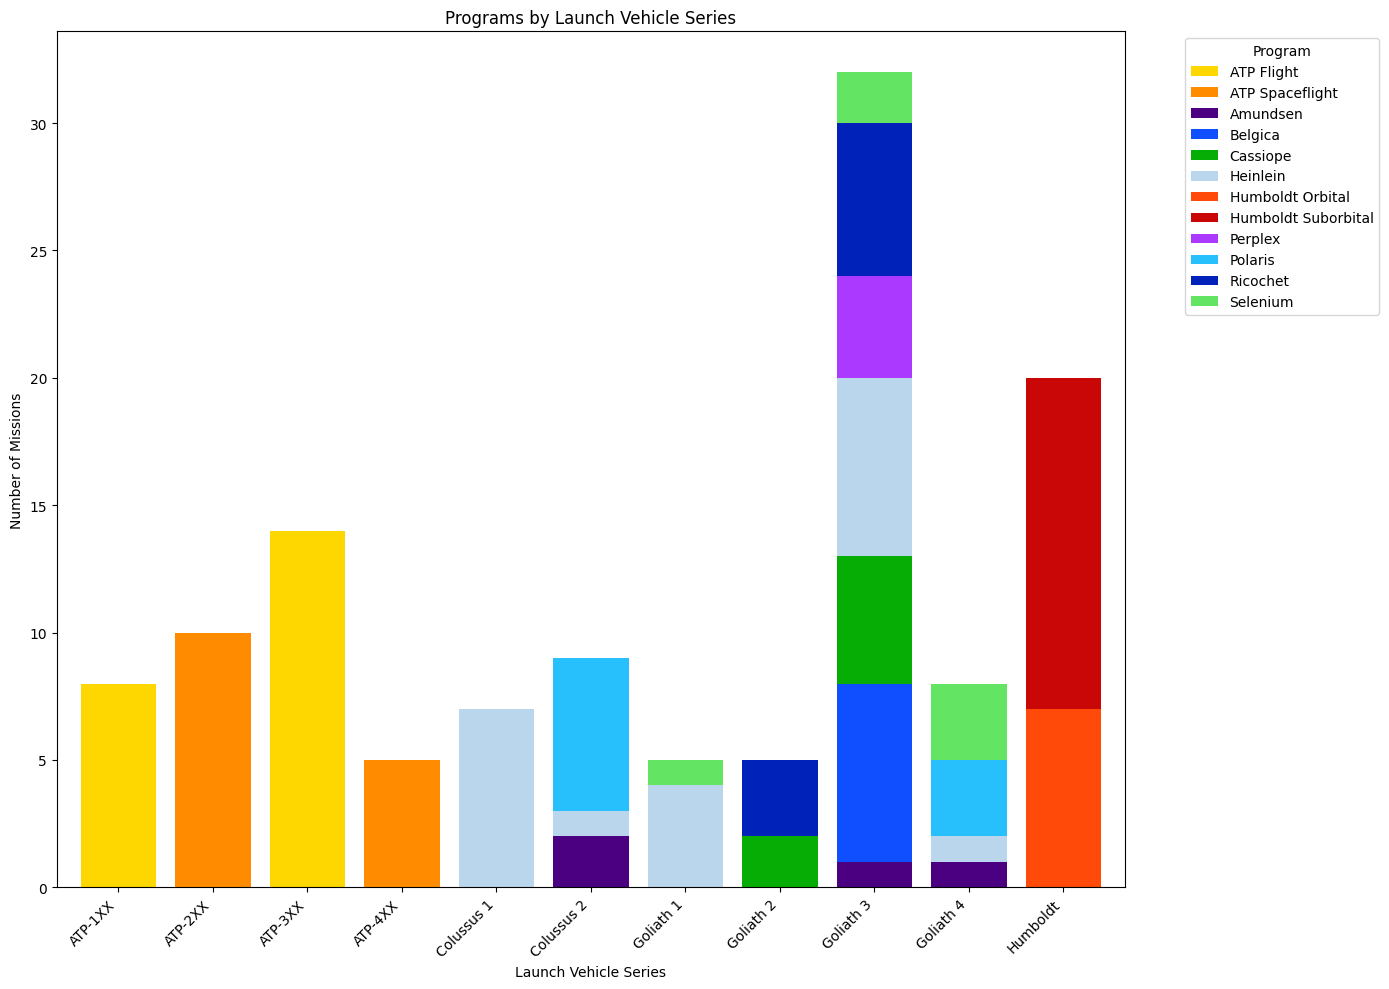 Programs by Launch Vehicle Series
Number of Missions
30
25
20
15
10
5
0
ATP-1XX
ATP-2XX
ATP-3XX
ATP-4XX
Colussus 1
Colussus 2
Goliath 1
Goliath 2
Goliath 3
Goliath 4
Humboldt
Launch Vehicle Series
Program
ATP Flight
ATP Spaceflight
Amundsen
Belgica
Cassiope
Heinlein
Humboldt Orbital
Humboldt Suborbital
Perplex
Polaris
Ricochet
Selenium